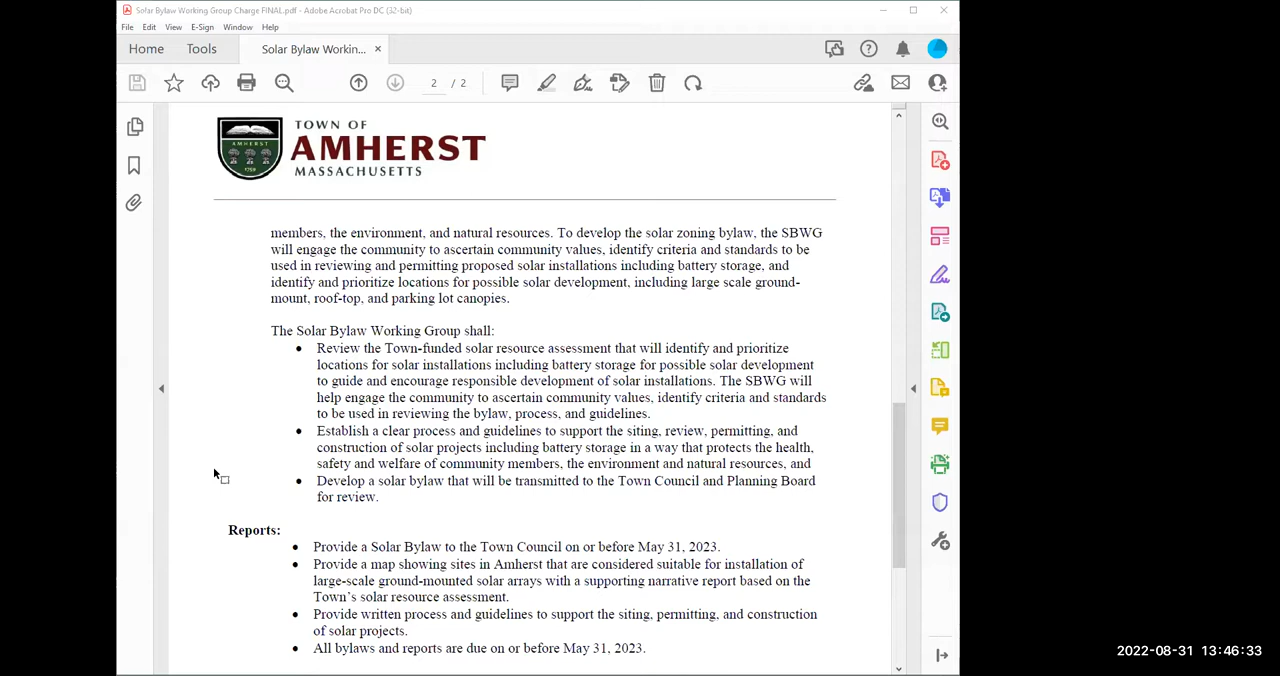 Solar Bylaw Working Group Charge FINAL.pdf - Adobe Acrobat Pro DC (32-bit)
File Edit View E-Sign Window Help
Home Tools Solar Bylaw Workin... ×
2 / 2
TOWN OF
AMHERST
MASSACHUSETTS
AMHERST
1759
members, the environment, and natural resources. To develop the solar zoning bylaw, the SBWG
will engage the community to ascertain community values, identify criteria and standards to be
used in reviewing and permitting proposed solar installations including battery storage, and
identify and prioritize locations for possible solar development, including large scale ground-
mount, roof-top, and parking lot canopies.
The Solar Bylaw Working Group shall:
• Review the Town-funded solar resource assessment that will identify and prioritize
locations for solar installations including battery storage for possible solar development
to guide and encourage responsible development of solar installations. The SBWG will
help engage the community to ascertain community values, identify criteria and standards
to be used in reviewing the bylaw, process, and guidelines.
• Establish a clear process and guidelines to support the siting, review, permitting, and
construction of solar projects including battery storage in a way that protects the health,
safety and welfare of community members, the environment and natural resources, and
• Develop a solar bylaw that will be transmitted to the Town Council and Planning Board
for review.
Reports:
• Provide a Solar Bylaw to the Town Council on or before May 31, 2023.
• Provide a map showing sites in Amherst that are considered suitable for installation of
large-scale ground-mounted solar arrays with a supporting narrative report based on the
Town's solar resource assessment.
• Provide written process and guidelines to support the siting, permitting, and construction
of solar projects.
• All bylaws and reports are due on or before May 31, 2023.
2022-08-31 13:46:33